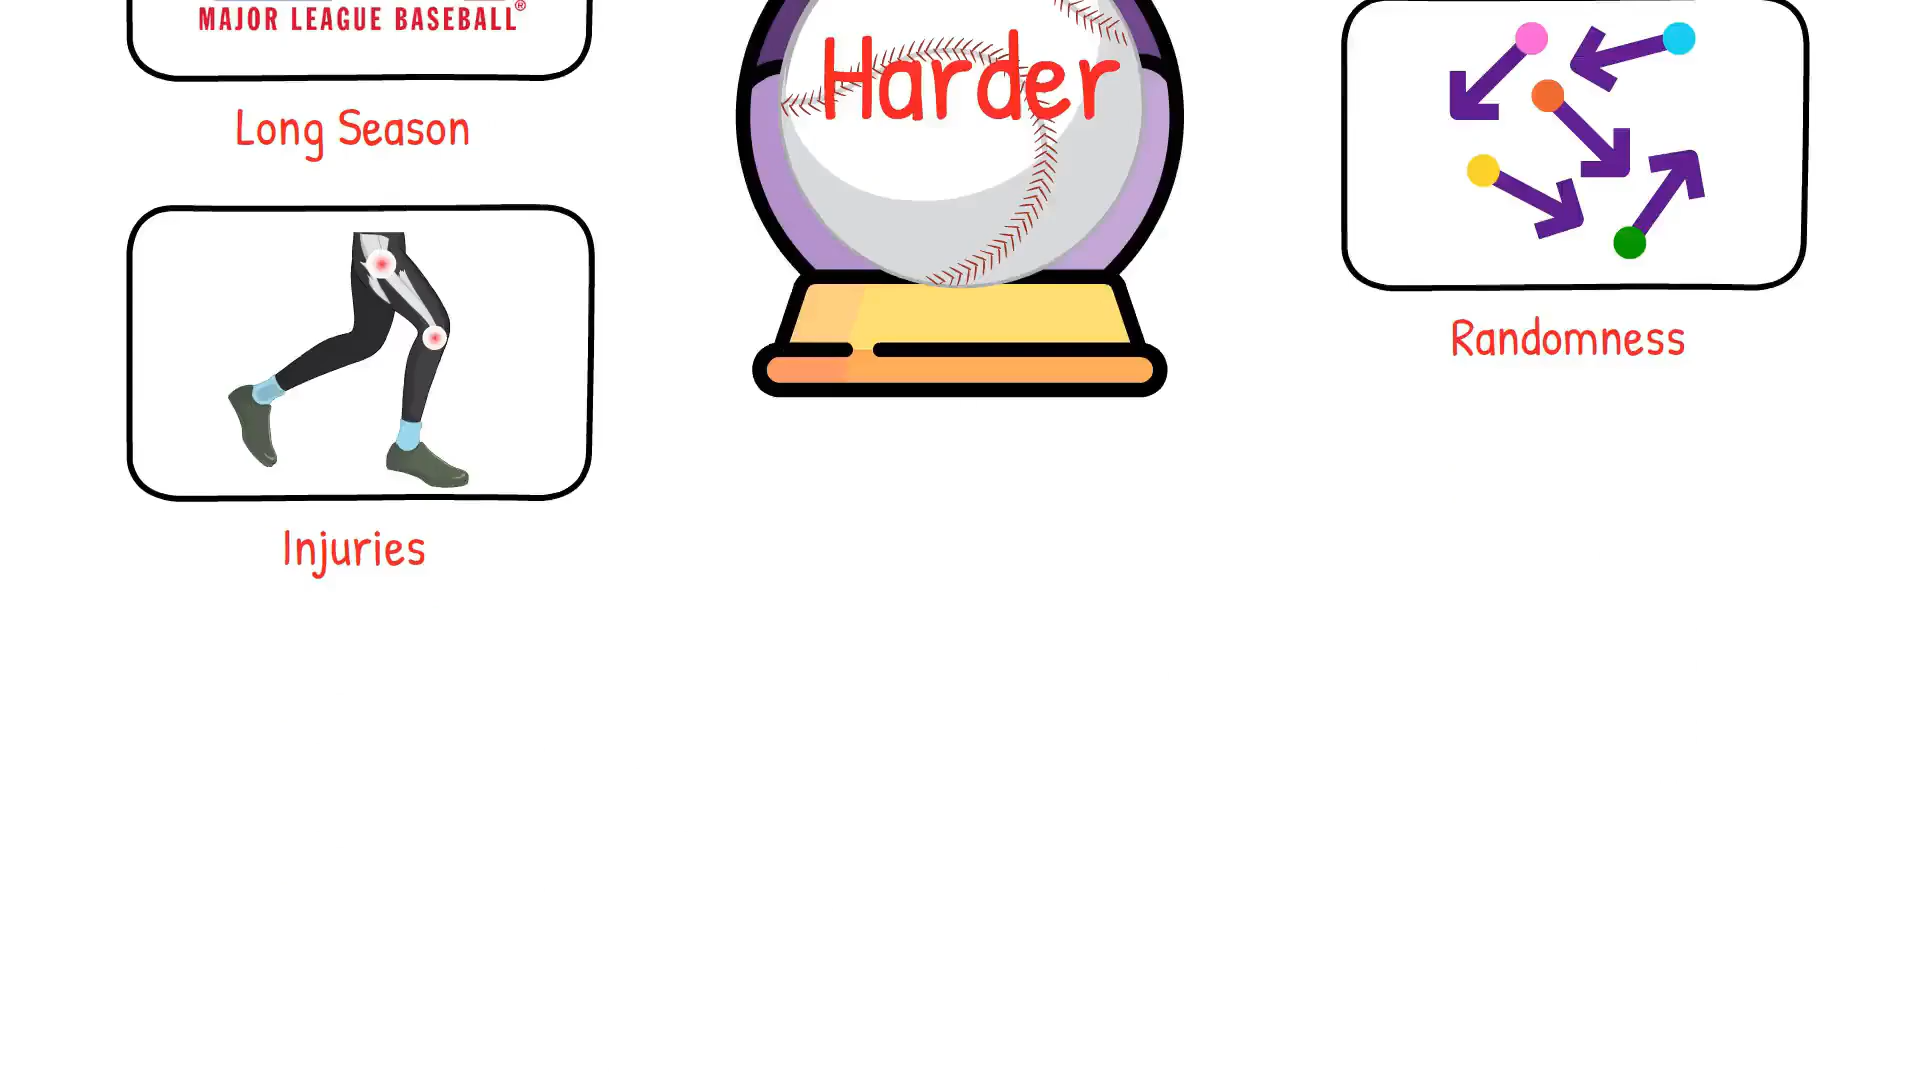 MAJOR LEAGUE BASEBALL®
Long Season
Injuries
Harder
Randomness